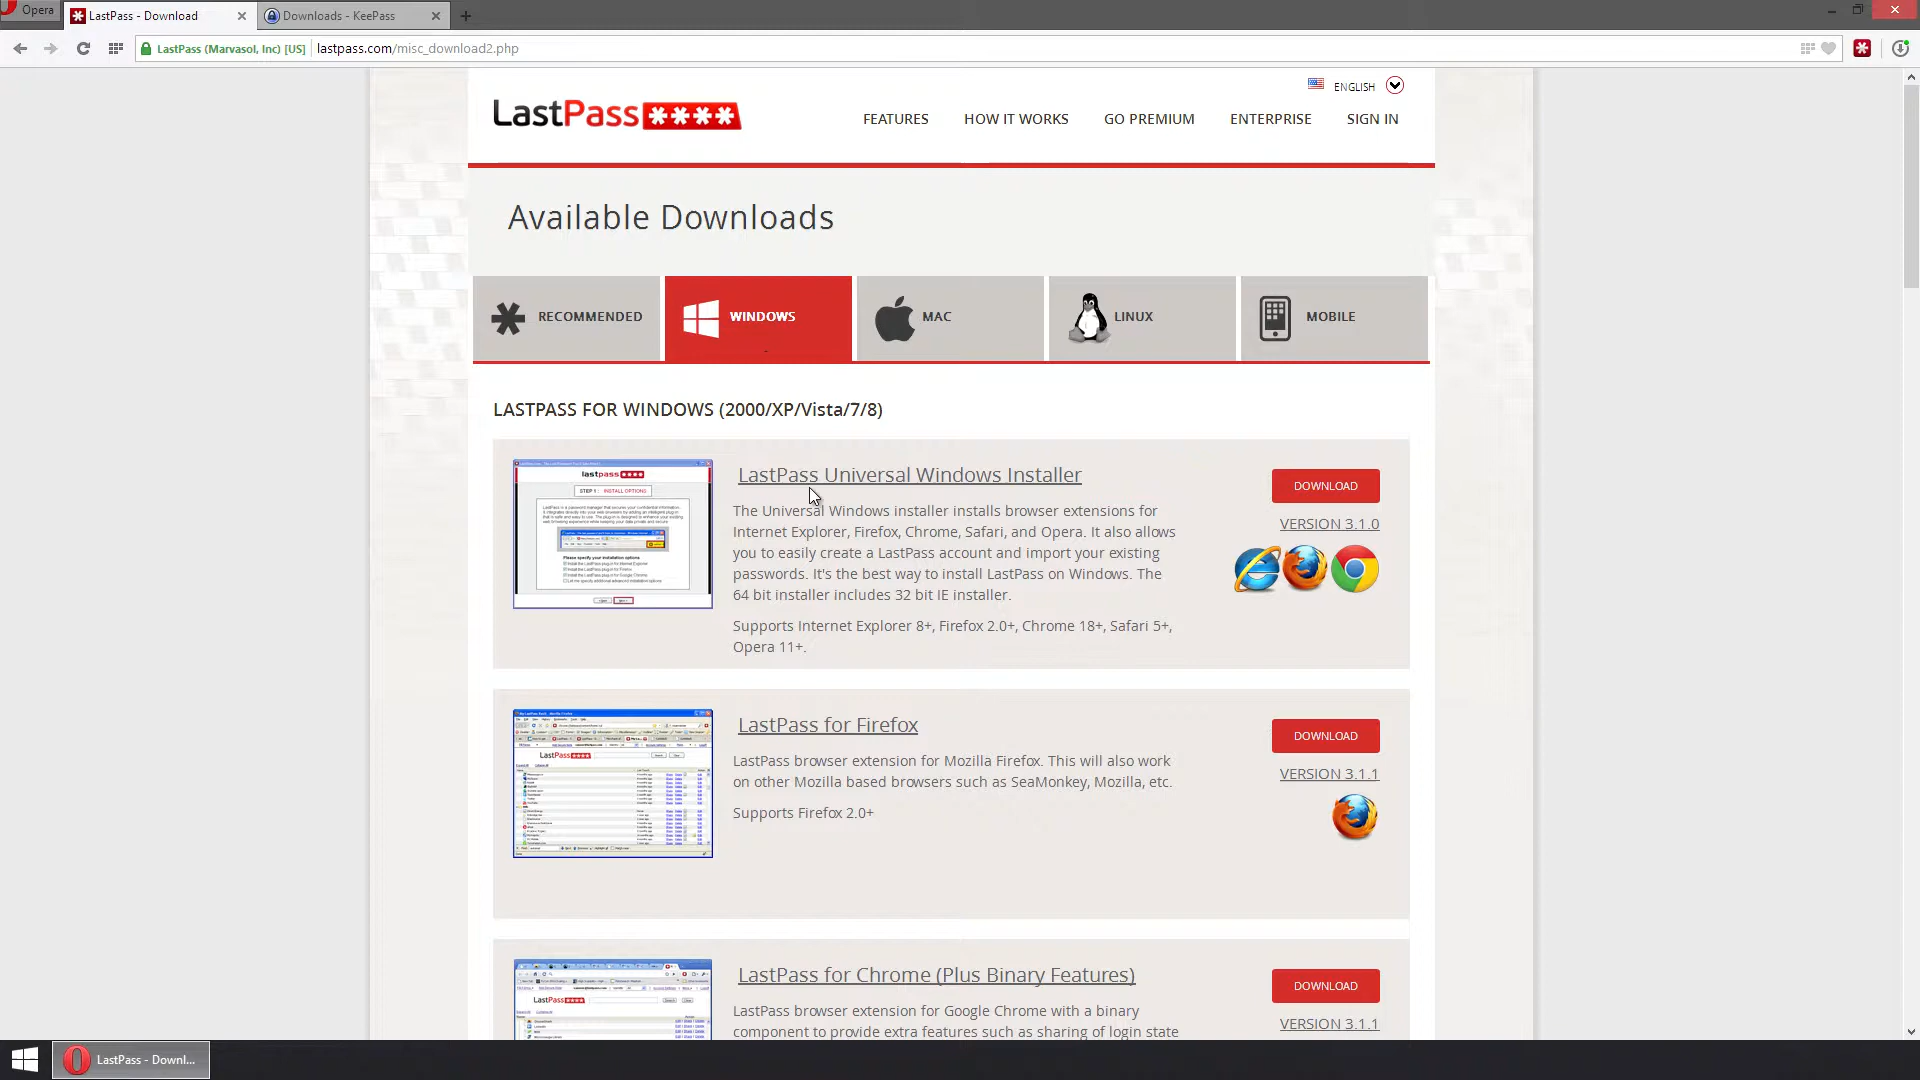 Opera
LastPass - Download
Downloads - KeePass
LastPass (Marvasol, Inc) [US]
lastpass.com/misc_download2.php
ENGLISH
LastPass ****
FEATURES
HOW IT WORKS
GO PREMIUM
ENTERPRISE
SIGN IN
Available Downloads
RECOMMENDED
WINDOWS
MAC
LINUX
MOBILE
LASTPASS FOR WINDOWS (2000/XP/Vista/7/8)
LastPass Universal Windows Installer
The Universal Windows installer installs browser extensions for
Internet Explorer, Firefox, Chrome, Safari, and Opera. It also allows
you to easily create a LastPass account and import your existing
passwords. It's the best way to install LastPass on Windows. The
64 bit installer includes 32 bit IE installer.
Supports Internet Explorer 8+, Firefox 2.0+, Chrome 18+, Safari 5+,
Opera 11+.
DOWNLOAD
VERSION 3.1.0
lastpass ****
STEP 1: INSTALL OPTIONS
LastPass for Firefox
LastPass browser extension for Mozilla Firefox. This will also work
on other Mozilla based browsers such as SeaMonkey, Mozilla, etc.
Supports Firefox 2.0+
DOWNLOAD
VERSION 3.1.1
LastPass ****
LastPass for Chrome (Plus Binary Features)
LastPass browser extension for Google Chrome with a binary
component to provide extra features such as sharing of login state
DOWNLOAD
VERSION 3.1.1
LastPass ****
LastPass - Downl...